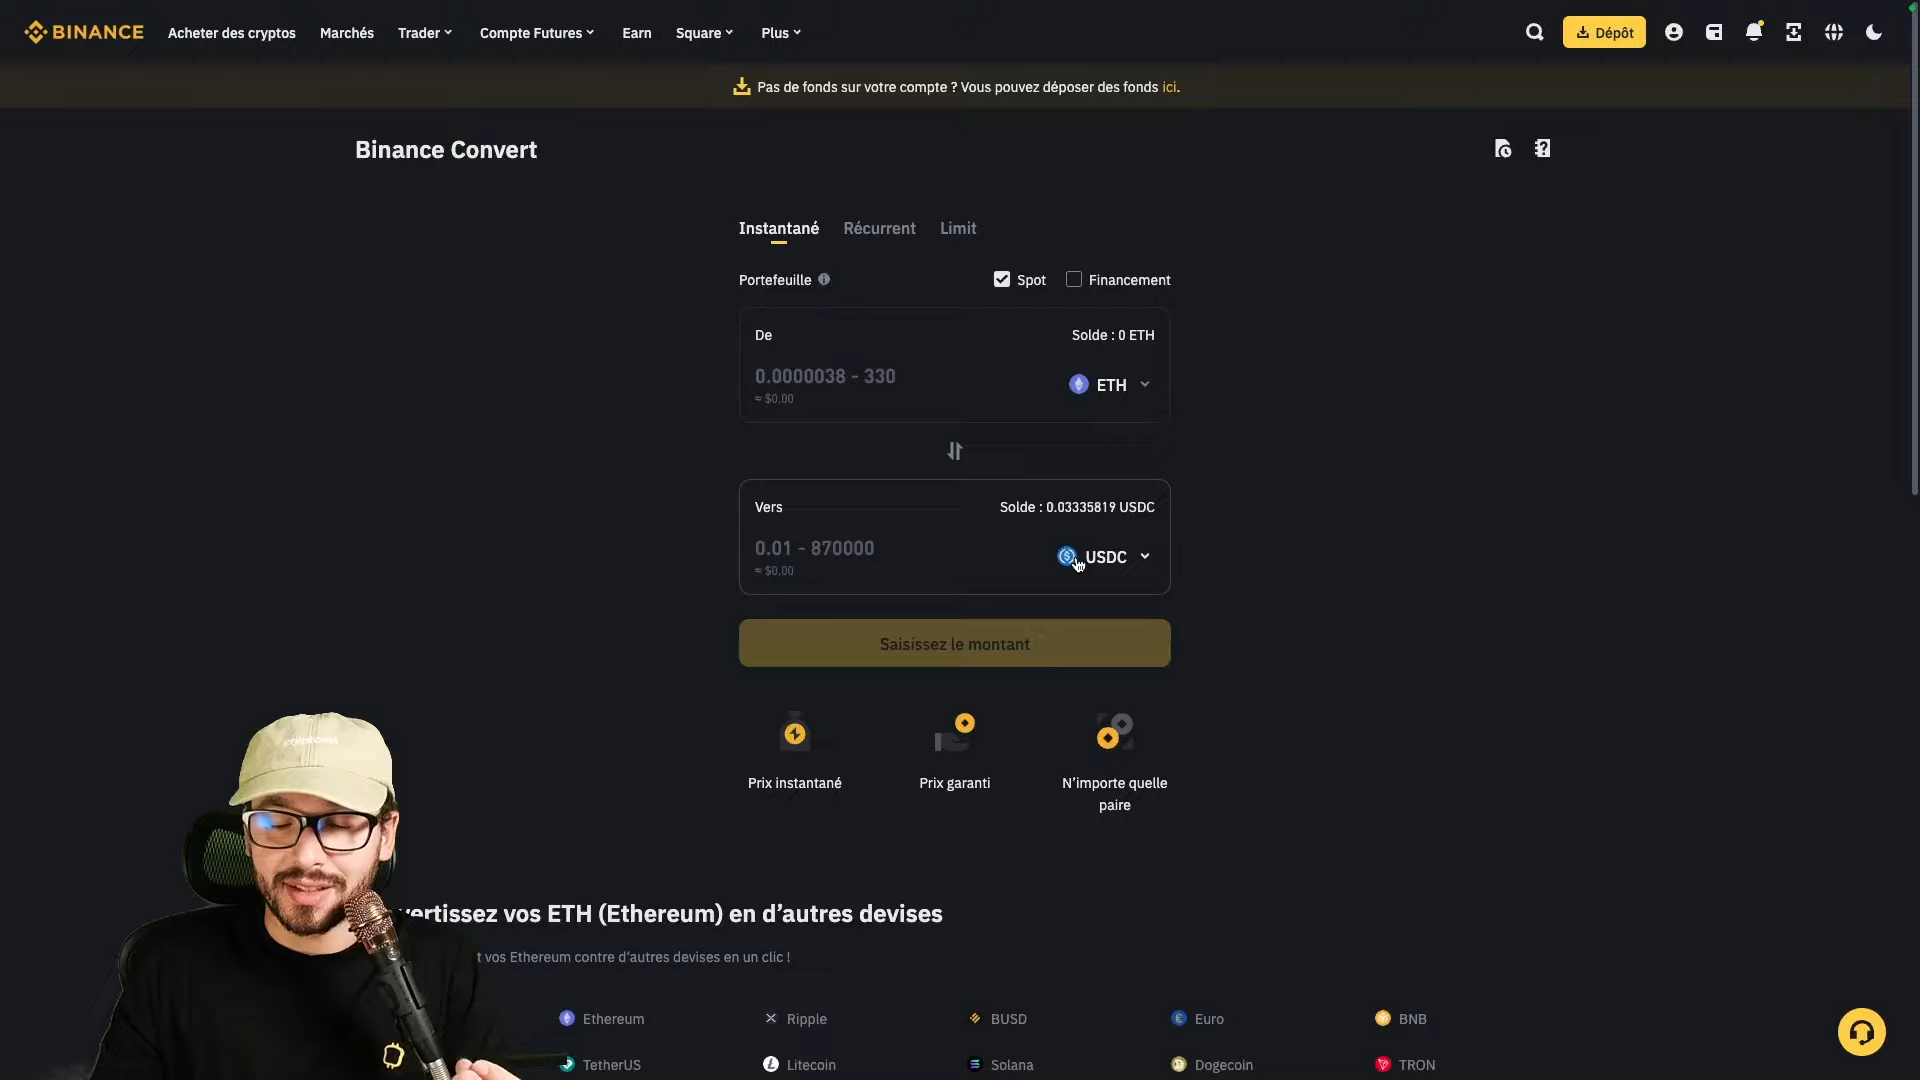 BINANCE
Acheter des cryptos
Marchés
Trader
Compte Futures
Earn
Square
Plus
Dépôt
Pas de fonds sur votre compte ? Vous pouvez déposer des fonds ici.
Binance Convert
Instantané
Récurrent
Limit
Portefeuille
Spot
Financement
De
Solde : 0 ETH
0.0000038 - 330
≈ $0.00
ETH
Vers
Solde : 0.03335819 USDC
0.01 - 870000
≈ $0.00
USDC
Saisissez le montant
Prix instantané
Prix garanti
N’importe quelle
paire
vertissez vos ETH (Ethereum) en d’autres devises
t vos Ethereum contre d’autres devises en un clic !
Ethereum
Ripple
BUSD
Euro
BNB
TetherUS
Litecoin
Solana
Dogecoin
TRON